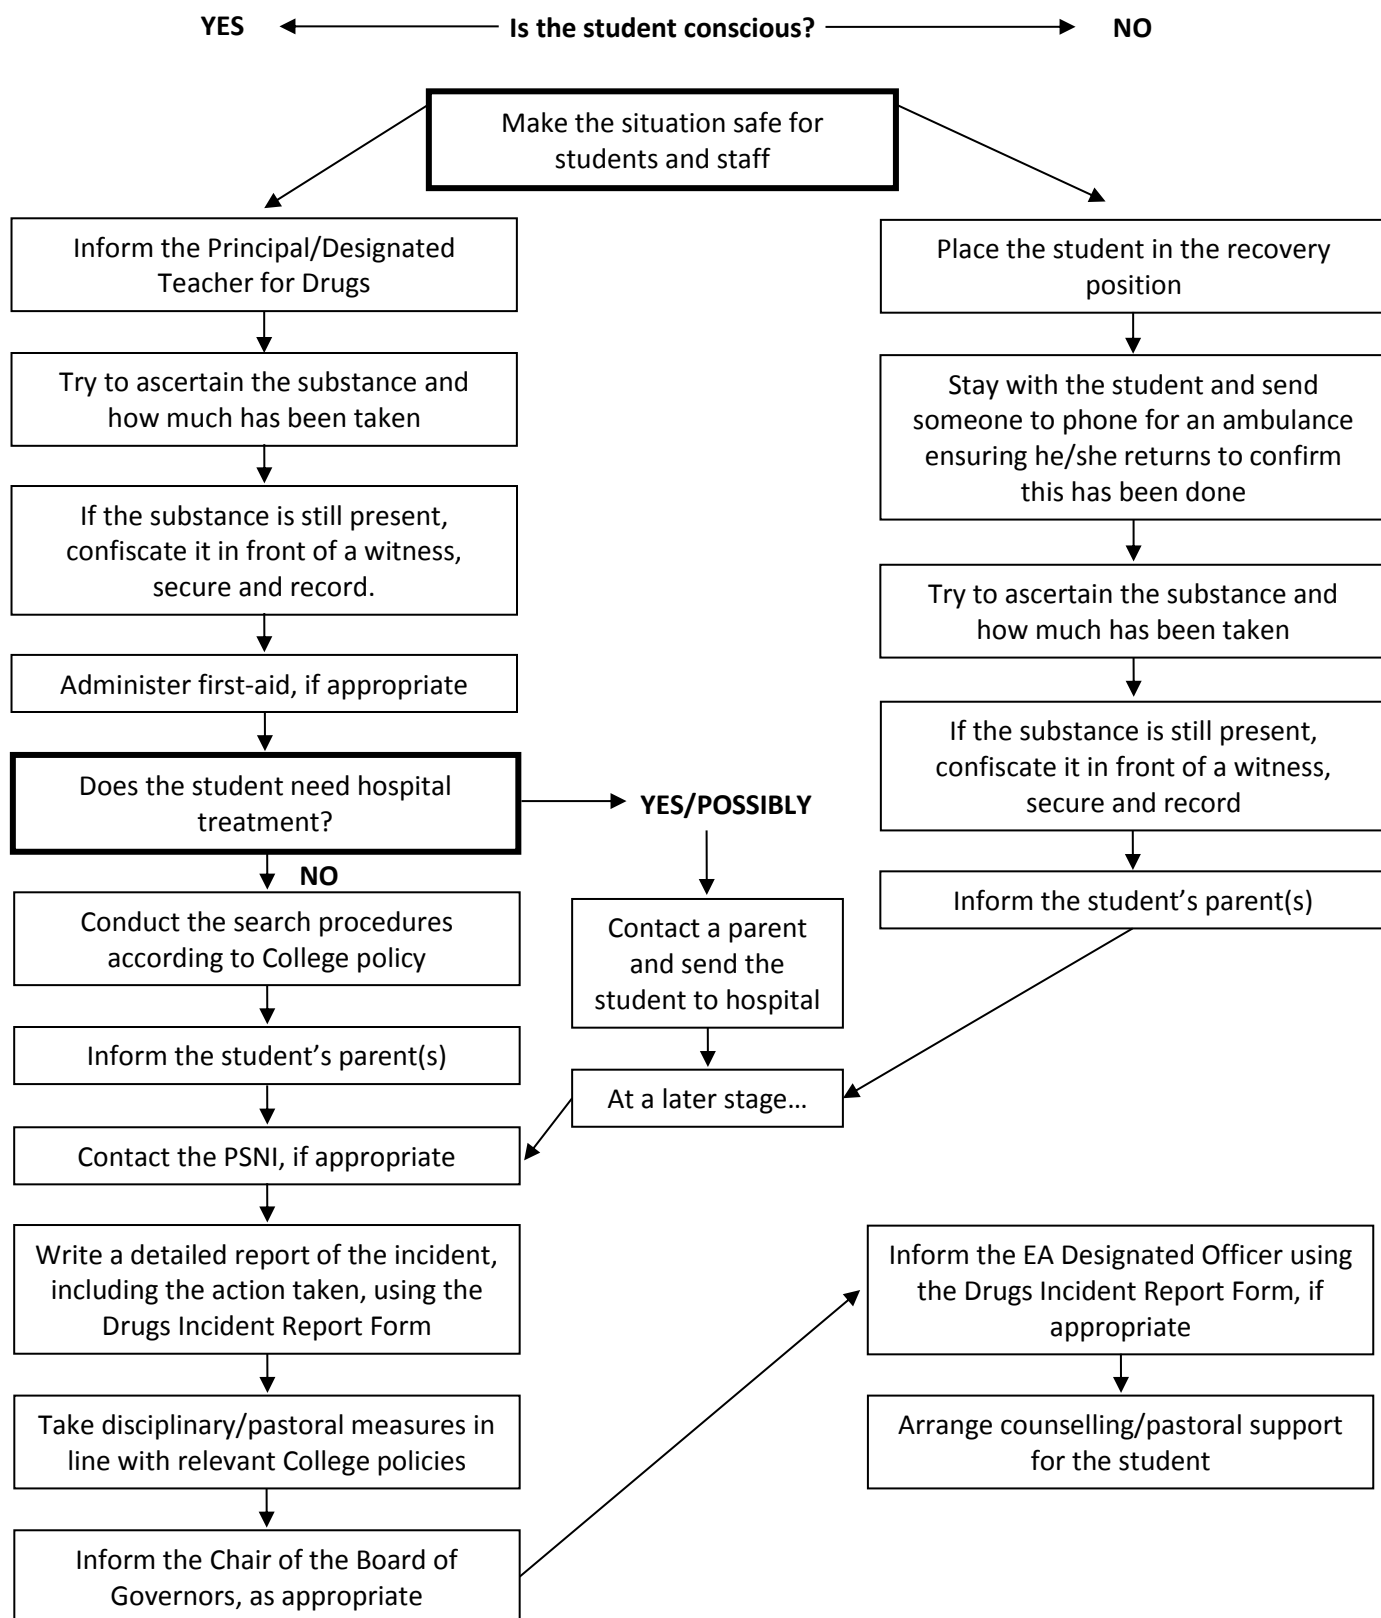 YES
Is the student conscious?
NO
Make the situation safe for
students and staff
Inform the Principal/Designated
Teacher for Drugs
Try to ascertain the substance and
how much has been taken
If the substance is still present,
confiscate it in front of a witness,
secure and record.
Administer first-aid, if appropriate
Does the student need hospital
treatment?
YES/POSSIBLY
NO
Conduct the search procedures
according to College policy
Inform the student’s parent(s)
Contact a parent
and send the
student to hospital
At a later stage…
Place the student in the recovery
position
Stay with the student and send
someone to phone for an ambulance
ensuring he/she returns to confirm
this has been done
Try to ascertain the substance and
how much has been taken
If the substance is still present,
confiscate it in front of a witness,
secure and record
Inform the student’s parent(s)
Contact the PSNI, if appropriate
Write a detailed report of the incident,
including the action taken, using the
Drugs Incident Report Form
Take disciplinary/pastoral measures in
line with relevant College policies
Inform the Chair of the Board of
Governors, as appropriate
Inform the EA Designated Officer using
the Drugs Incident Report Form, if
appropriate
Arrange counselling/pastoral support
for the student